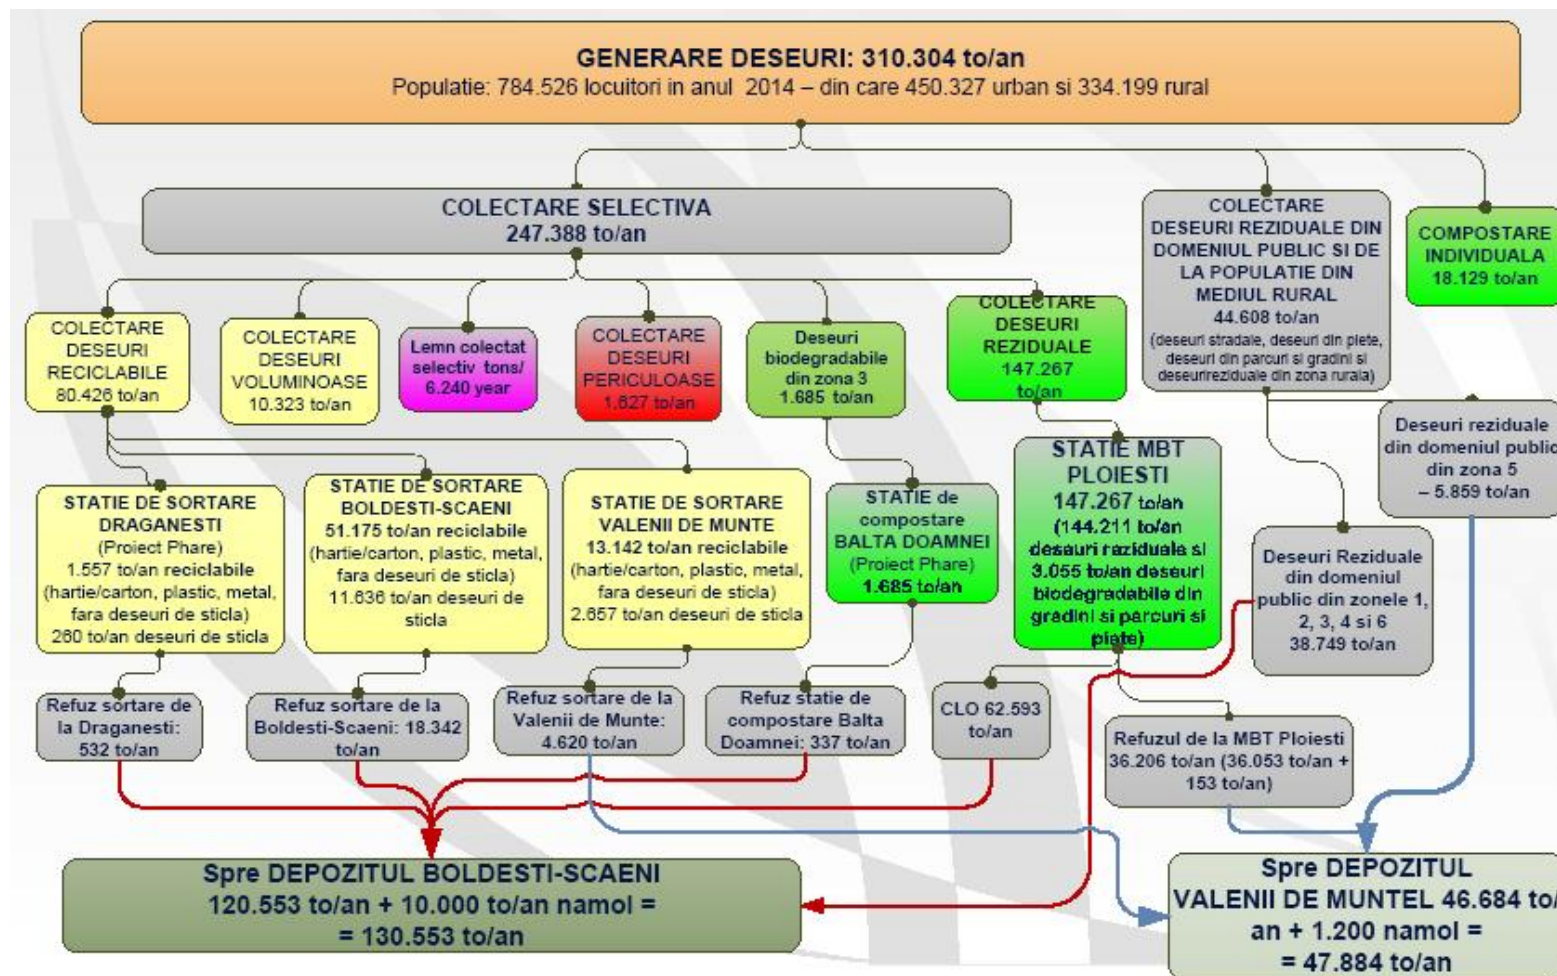 GENERARE DESEURI: 310.304 to/an
Populatie: 784.526 locuitori in anul 2014 – din care 450.327 urban si 334.199 rural
COLECTARE SELECTIVA
247.388 to/an
COLECTARE
DESEURI REZIDUALE DIN
DOMENIUL PUBLIC SI DE
LA POPULATIE DIN
MEDIUL RURAL
44.608 to/an
(deseuri stradale, deseuri din piete,
deseuri din parcuri si gradini si
deseurireziduale din zona rurala)
COMPOSTARE
INDIVIDUALA
18.129 to/an
COLECTARE
DESEURI
RECICLABILE
80.426 to/an
COLECTARE
DESEURI
VOLUMINOASE
10.323 to/an
Lemn colectat
selectiv tons/
6.240 year
COLECTARE
DESEURI
PERICULOASE
1.627 to/an
Deseuri
biodegradabile
din zona 3
1.685 to/an
COLECTARE
DESEURI
REZIDUALE
147.267
to/an
Deseuri reziduale
din domeniul public
din zona 5
– 5.859 to/an
STATIE DE SORTARE
DRAGANESTI
(Proiect Phare)
1.557 to/an reciclabile
(hartie/carton, plastic, metal,
fara deseuri de sticla)
260 to/an deseuri de sticla
STATIE DE SORTARE
BOLDESTI-SCAENI
51.175 to/an reciclabile
(hartie/carton, plastic, metal,
fara deseuri de sticla)
11.636 to/an deseuri de
sticla
STATIE DE SORTARE
VALENII DE MUNTE
13.142 to/an reciclabile
(hartie/carton, plastic, metal,
fara deseuri de sticla)
2.657 to/an deseuri de sticla
STATIE de
compostare
BALTA DOAMNEI
(Proiect Phare)
1.685 to/an
STATIE MBT
PLOIESTI
147.267 to/an
(144.211 to/an
deseuri reziduale si
3.055 to/an deseuri
biodegradabile din
gradini si parcuri si
piete)
Deseuri Reziduale
din domeniul
public din zonele 1,
2, 3, 4 si 6
38.749 to/an
Refuz sortare de
la Draganesti:
532 to/an
Refuz sortare de la
Boldesti-Scaeni: 18.342
to/an
Refuz sortare de la
Valenii de Munte:
4.620 to/an
Refuz statie de
compostare Balta
Doamnei: 337 to/an
CLO 62.593
to/an
Refuzul de la MBT Ploiesti
36.206 to/an (36.053 to/an +
153 to/an)
Spre DEPOZITUL BOLDESTI-SCAENI
120.553 to/an + 10.000 to/an namol =
= 130.553 to/an
Spre DEPOZITUL
VALENII DE MUNTEL 46.684 to/
an + 1.200 namol =
= 47.884 to/an